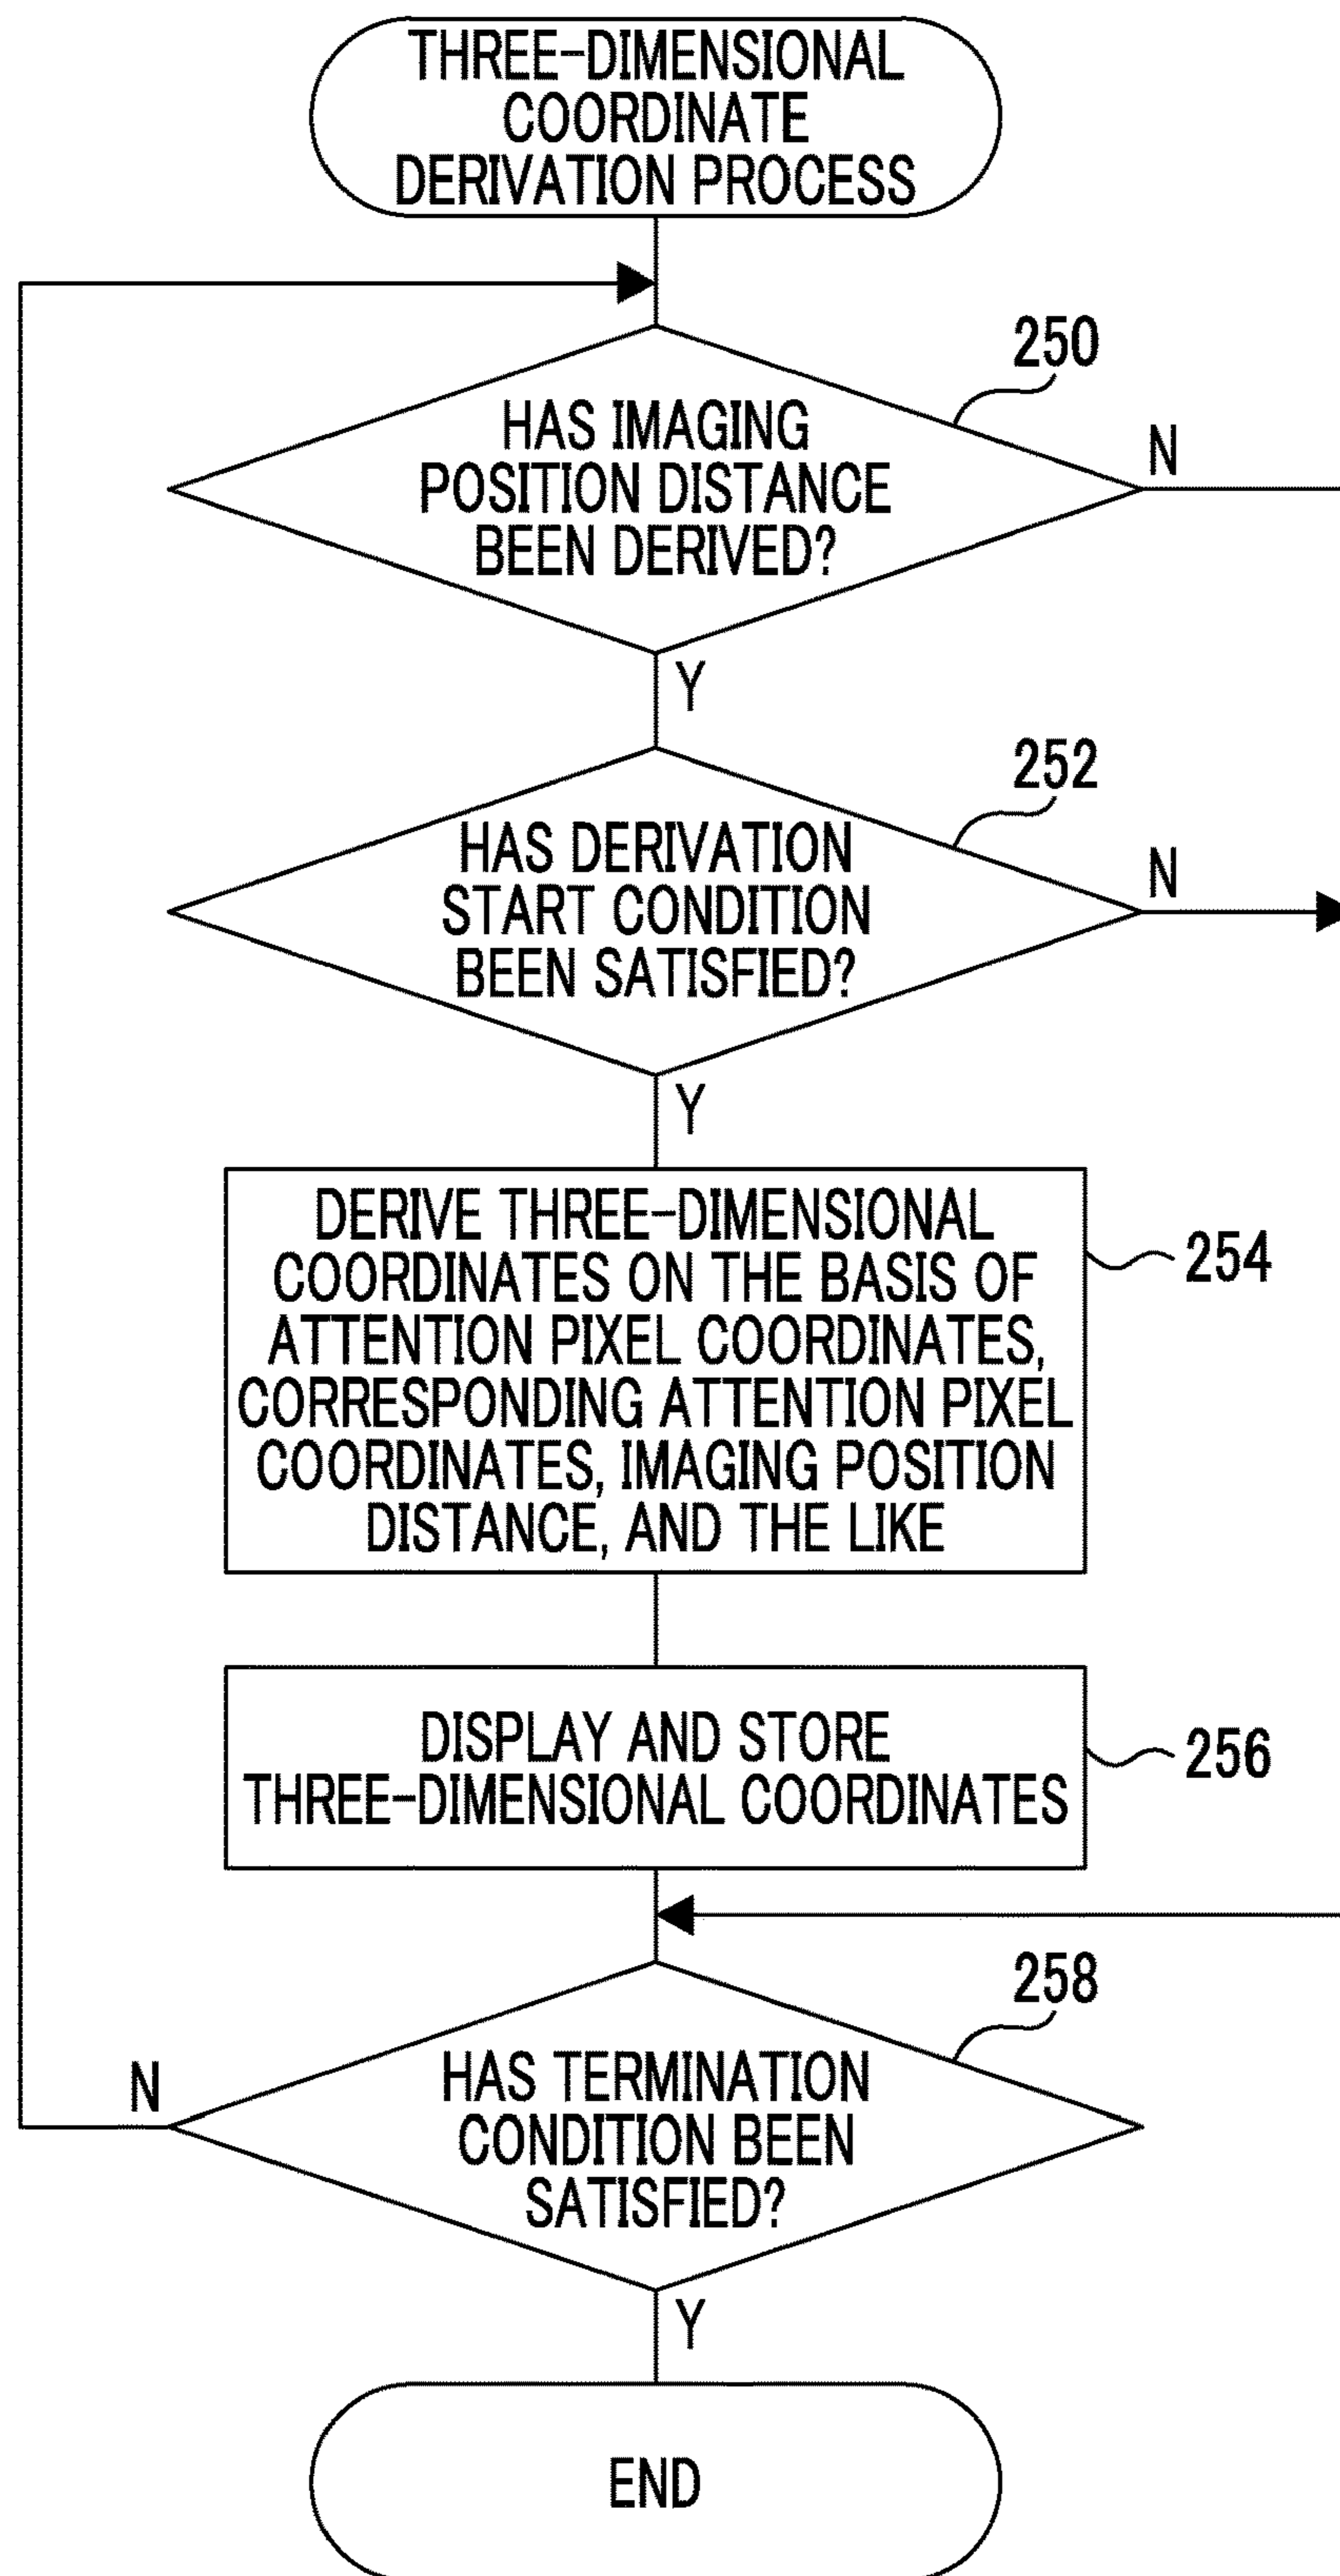 THREE-DIMENSIONAL
COORDINATE
DERIVATION PROCESS
250
HAS IMAGING
POSITION DISTANCE
BEEN DERIVED?
N
Y
252
HAS DERIVATION
START CONDITION
BEEN SATISFIED?
N
Y
DERIVE THREE-DIMENSIONAL
COORDINATES ON THE BASIS OF
ATTENTION PIXEL COORDINATES,
CORRESPONDING ATTENTION PIXEL
COORDINATES, IMAGING POSITION
DISTANCE, AND THE LIKE
254
DISPLAY AND STORE
THREE-DIMENSIONAL COORDINATES
256
258
HAS TERMINATION
CONDITION BEEN
SATISFIED?
N
Y
END